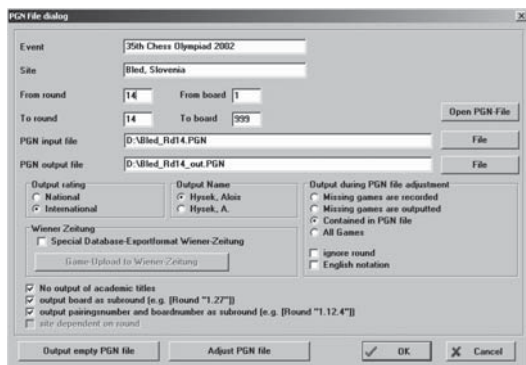 PGN File dialog
Event 35th Chess Olympiad 2002
Site Bled, Slovenia
From round 14 From board 1
To round 14 To board 999
Open PGN-File
PGN input file D:\Bled_Rd14.PGN File
PGN output file D:\Bled_Rd14_out.PGN File
Output rating
National
International
Output Name
Hysek, Alois
Hysek, A.
Output during PGN file adjustment
Missing games are recorded
Missing games are outputted
Contained in PGN file
All Games
ignore round
English notation
Wiener Zeitung
Special Database-Exportformat Wiener-Zeitung
Game-Upload to Wiener Zeitung
No output of academic titles
output board as subround (e.g. [Round "1.27"])
output pairingsnumber and boardnumber as subround (e.g. [Round "1.12.4"])
site dependent on round
Output empty PGN file Adjust PGN file OK Cancel